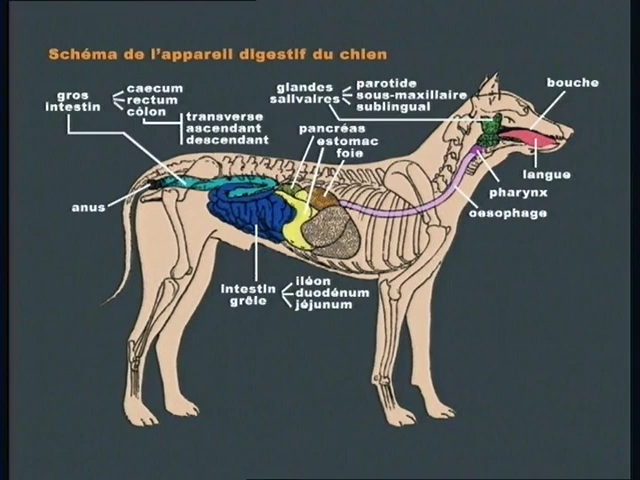 Schéma de l'appareil digestif du chien
gros
intestin
caecum
rectum
côlon
transverse
ascendant
descendant
glandes
salivaires
parotide
sous-maxillaire
sublingual
bouche
pancréas
estomac
foie
langue
pharynx
oesophage
anus
intestin
grêle
iléon
duodénum
jéjunum